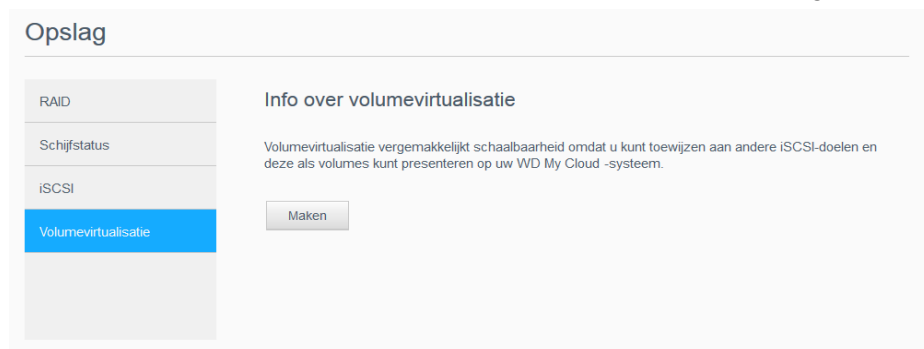 Opslag
RAID
Schijfstatus
iSCSI
Volumevirtualisatie
Info over volumevirtualisatie
Volumevirtualisatie vergemakkelijkt schaalbaarheid omdat u kunt toewijzen aan andere iSCSI-doelen en
deze als volumes kunt presenteren op uw WD My Cloud -systeem.
Maken